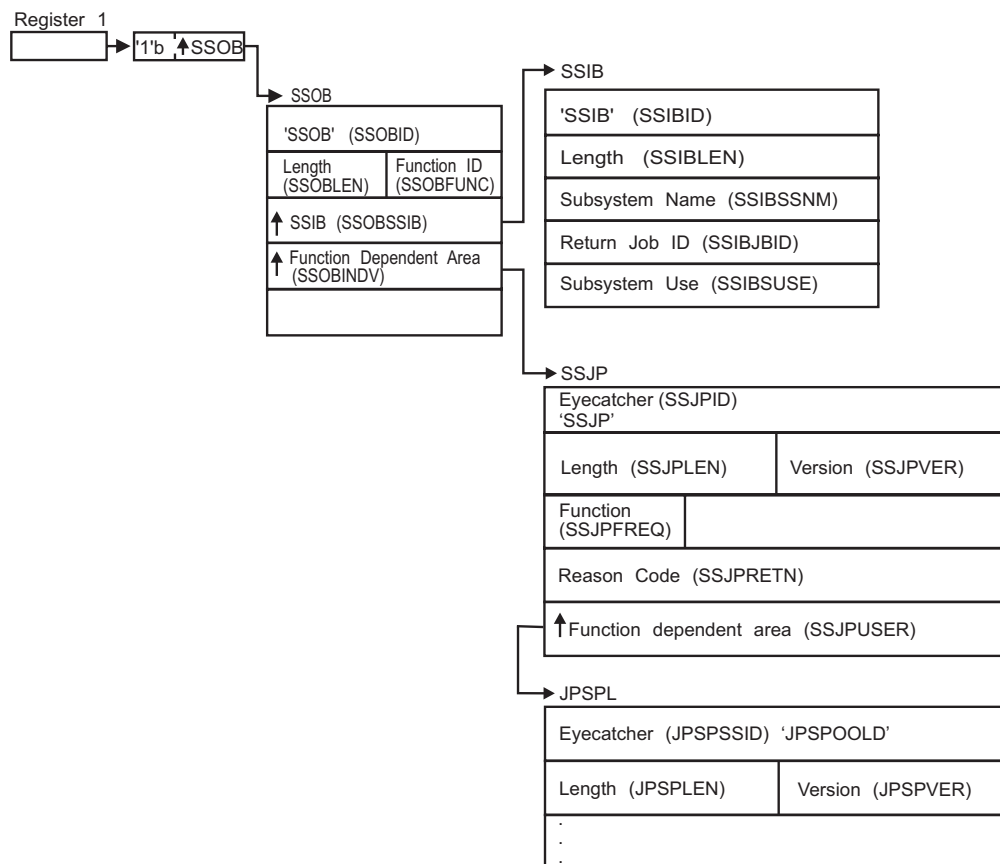 Register 1
'1'b SSOB
SSOB
'SSOB' (SSOBID)
Length
(SSOBLEN)
Function ID
(SSOBFUNC)
SSIB (SSOBSSIB)
Function Dependent Area
(SSOBINDV)
SSIB
'SSIB' (SSIBID)
Length (SSIBLEN)
Subsystem Name (SSIBSSNM)
Return Job ID (SSIBJBID)
Subsystem Use (SSIBSUSE)
SSJP
Eyecatcher (SSJPID)
‘SSJP’
Length (SSJPLEN)
Version (SSJPVER)
Function
(SSJPFREQ)
Reason Code (SSJPRETN)
Function dependent area (SSJPUSER)
JPSPL
Eyecatcher (JPSPSSID) ‘JPSPOOLD’
Length (JPSPLEN)
Version (JPSPVER)
.
.
.